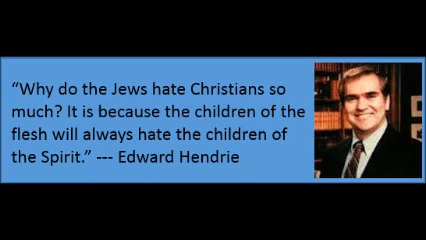 “Why do the Jews hate Christians so
much? It is because the children of the
flesh will always hate the children of
the Spirit.” --- Edward Hendrie